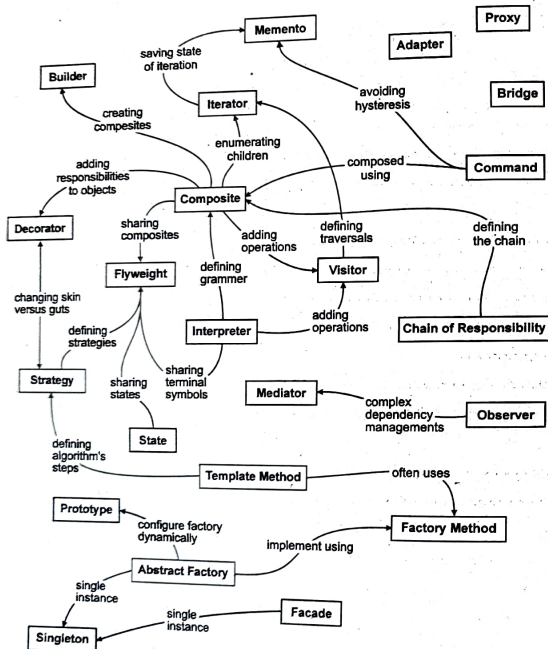 Proxy
Memento
Adapter
saving state
of iteration
Builder
Iterator
avoiding
hysteresis
Bridge
creating
compesites
enumerating
children
adding
responsibilities
to objects
composed
using
Command
Composite
Decorator
sharing
composites
adding
operations
defining
traversals
defining
the chain
Flyweight
defining
grammer
Visitor
changing skin
versus guts
defining
strategies
Interpreter
adding
operations
Chain of Responsibility
Strategy
sharing
states
sharing
terminal
symbols
Mediator
complex
dependency
managements
Observer
State
defining
algorithm's
steps
Template Method
often uses
Prototype
configure factory
dynamically
Factory Method
implement using
Abstract Factory
single
instance
single
instance
Facade
Singleton